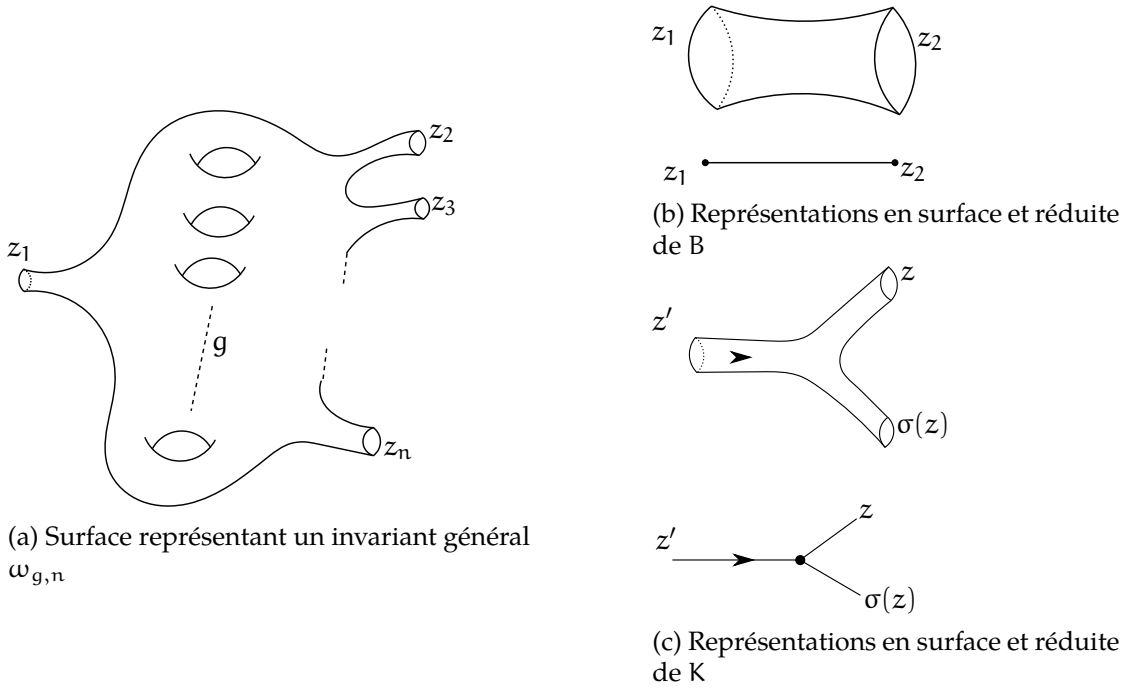 z₁
z₂
z₃
g
zₙ
(a) Surface représentant un invariant général
ω_{g,n}
z₁
z₂
z₁
z₂
(b) Représentations en surface et réduite
de B
z
z′
σ(z)
z
z′
σ(z)
(c) Représentations en surface et réduite
de K